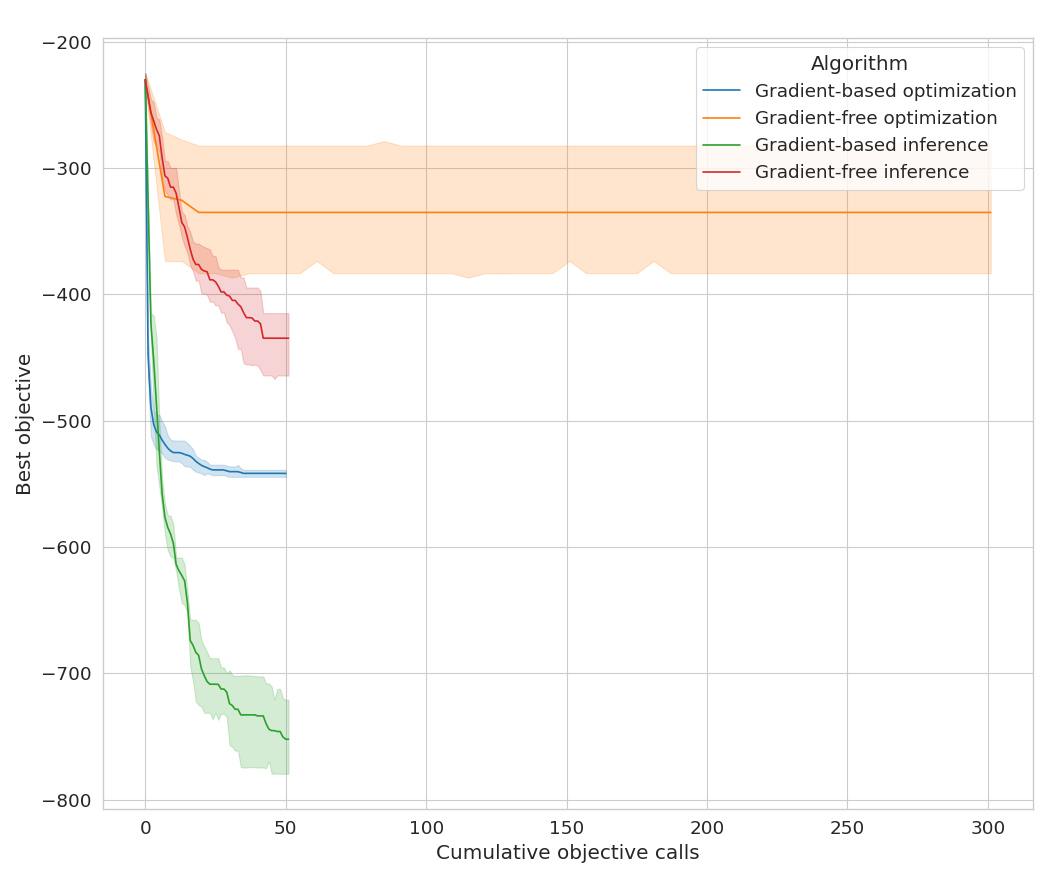 Algorithm
Gradient-based optimization
Gradient-free optimization
Gradient-based inference
Gradient-free inference
Best objective
−200
−300
−400
−500
−600
−700
−800
0 50 100 150 200 250 300
Cumulative objective calls